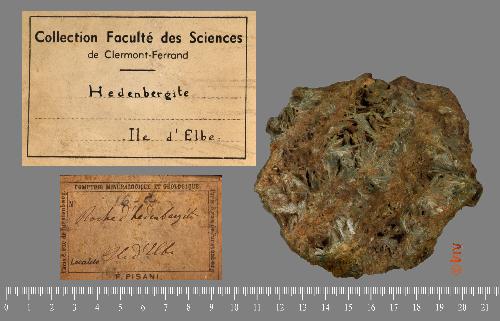 Collection Faculté des Sciences
de Clermont-Ferrand
Hedenbergite
Ile d'Elbe.
COMPTOIR MINÉRALOGIQUE ET GÉOLOGIQUE
N
Roche d'hedenbergite
Localité Ile d'Elbe
F. PISANI
0 1 2 3 4 5 6 7 8 9 10 11 12 13 14 15 16 17 18 19 20 21